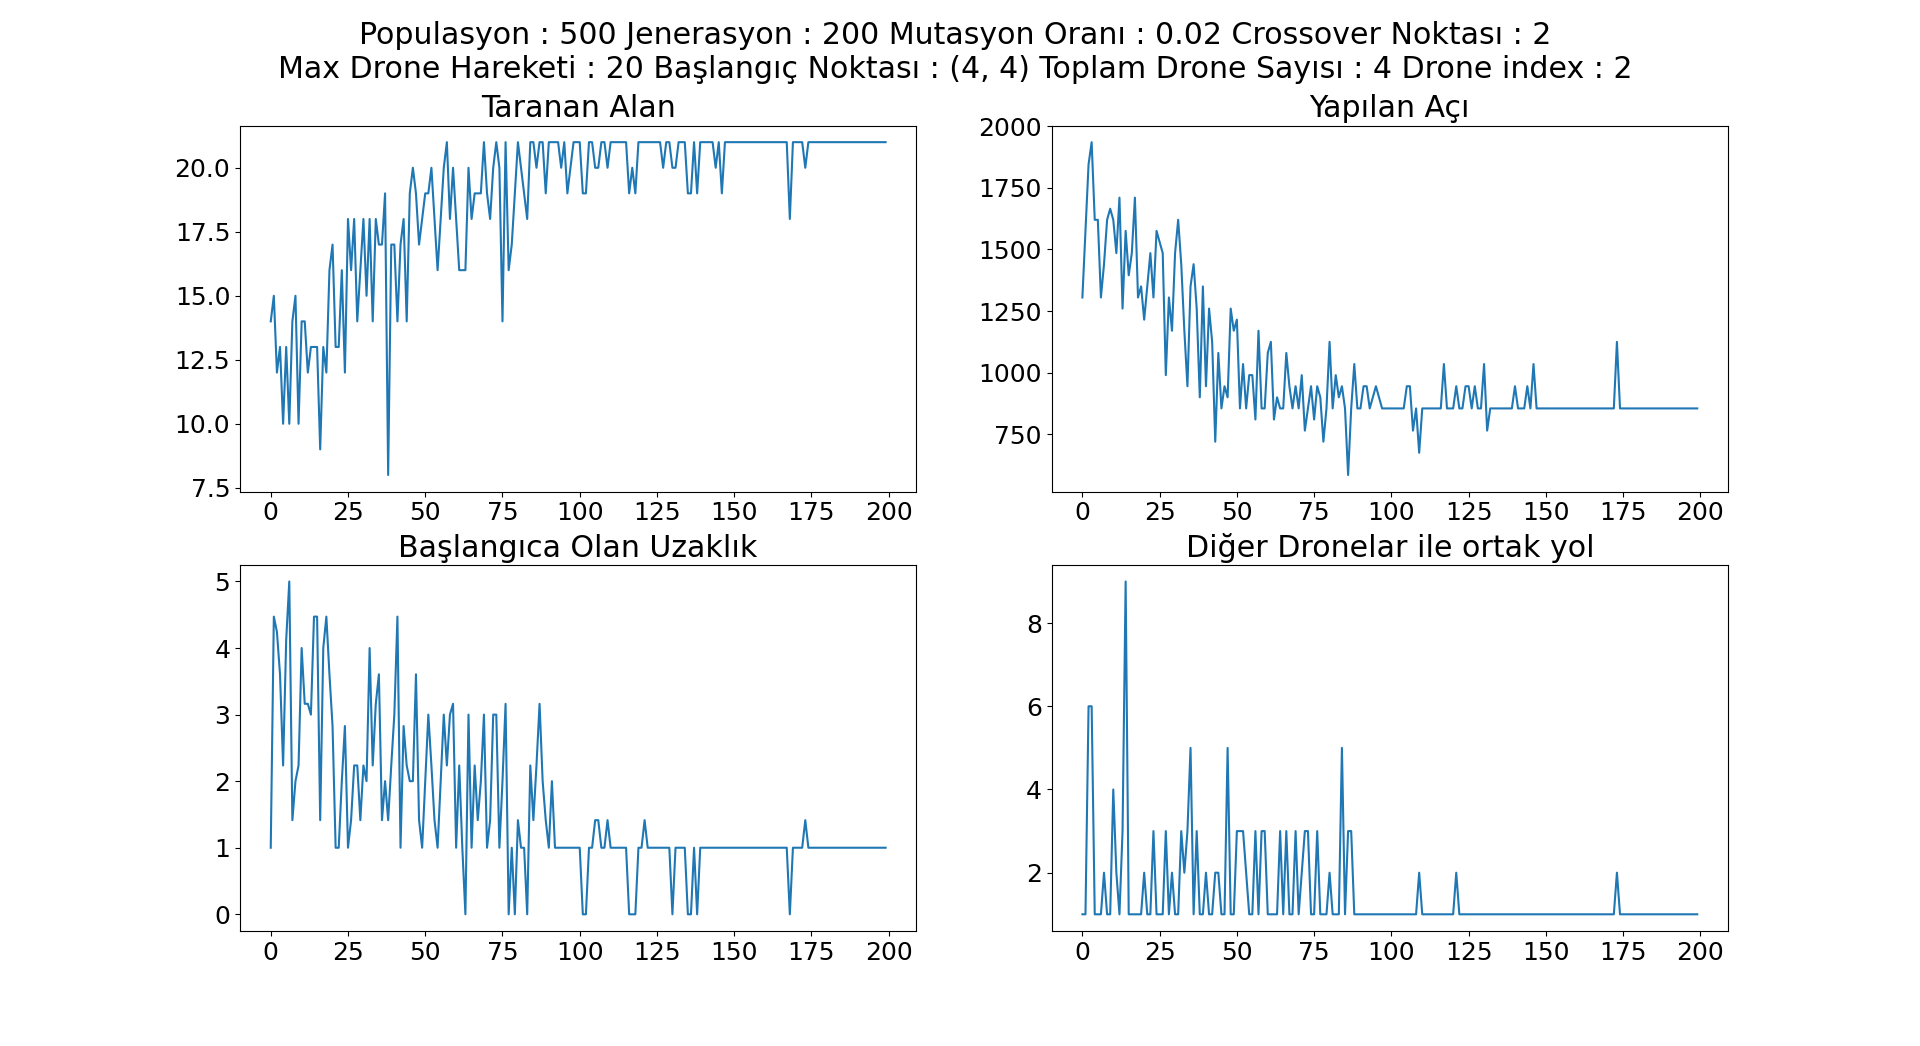 Populasyon : 500 Jenerasyon : 200 Mutasyon Oranı : 0.02 Crossover Noktası : 2
Max Drone Hareketi : 20 Başlangıç Noktası : (4, 4) Toplam Drone Sayısı : 4 Drone index : 2
Taranan Alan
20.0
17.5
15.0
12.5
10.0
7.5
0 25 50 75 100 125 150 175 200
Yapılan Açı
2000
1750
1500
1250
1000
750
0 25 50 75 100 125 150 175 200
Başlangıca Olan Uzaklık
5
4
3
2
1
0
0 25 50 75 100 125 150 175 200
Diğer Dronelar ile ortak yol
8
6
4
2
0 25 50 75 100 125 150 175 200